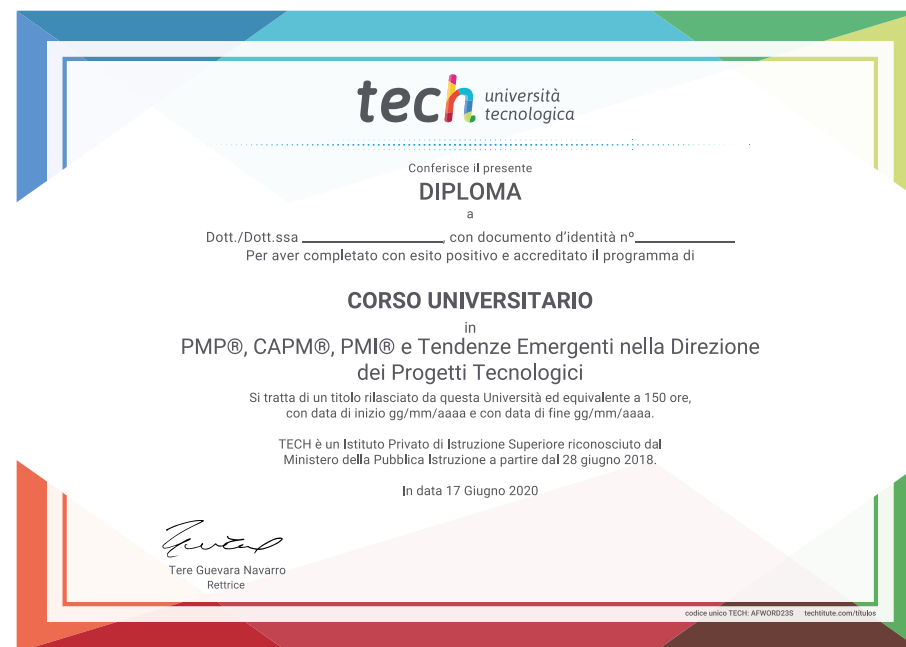 tech università
tecnologica
Conferisce il presente
DIPLOMA
a
Dott./Dott.ssa ____________________, con documento d'identità nº______________
Per aver completato con esito positivo e accreditato il programma di
CORSO UNIVERSITARIO
in
PMP®, CAPM®, PMI® e Tendenze Emergenti nella Direzione
dei Progetti Tecnologici
Si tratta di un titolo rilasciato da questa Università ed equivalente a 150 ore,
con data di inizio gg/mm/aaaa e con data di fine gg/mm/aaaa.
TECH è un Istituto Privato di Istruzione Superiore riconosciuto dal
Ministero della Pubblica Istruzione a partire dal 28 giugno 2018.
In data 17 Giugno 2020
Tere Guevara Navarro
Rettrice
codice unico TECH: AFWORD23S techtitute.com/titulos